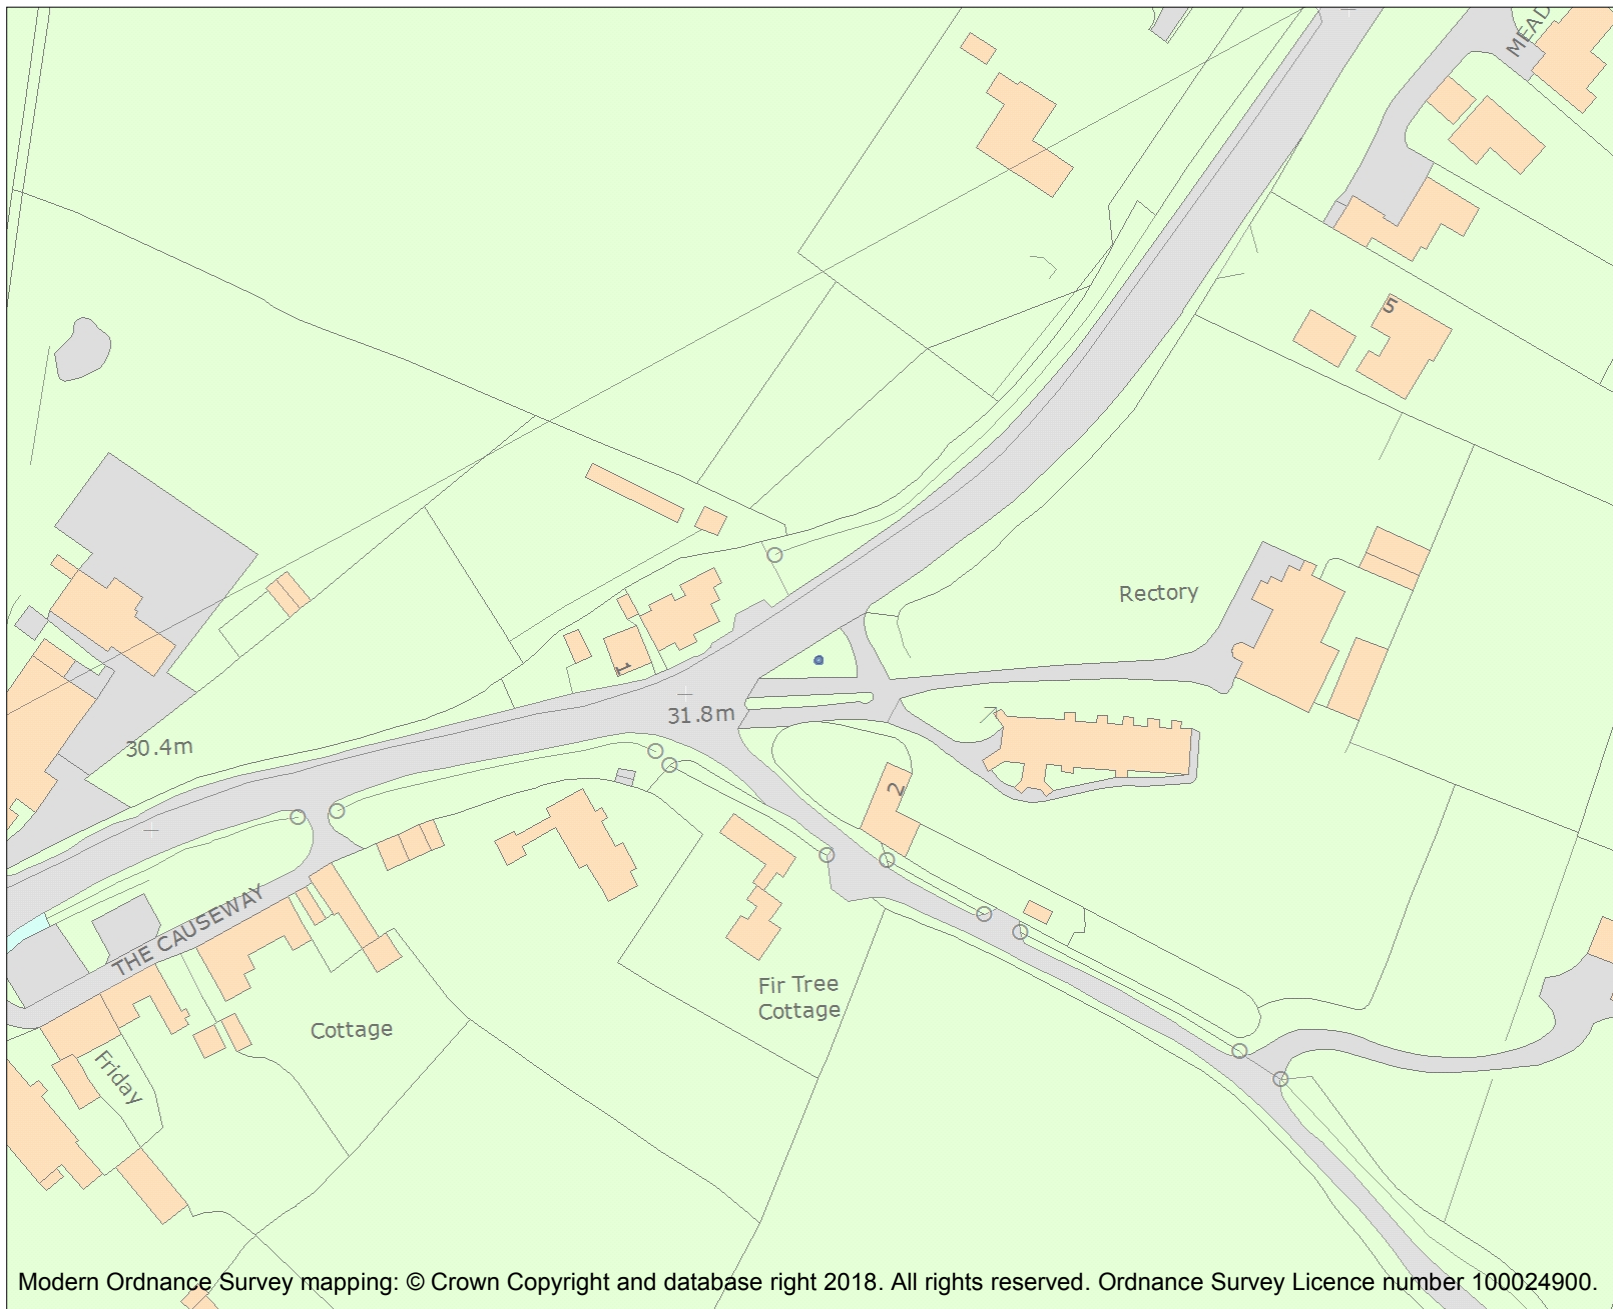 MEAD
5
Rectory
1
31.8m
30.4m
2
THE CAUSEWAY
Fir Tree
Cottage
Cottage
Friday
Modern Ordnance Survey mapping: © Crown Copyright and database right 2018. All rights reserved. Ordnance Survey Licence number 100024900.